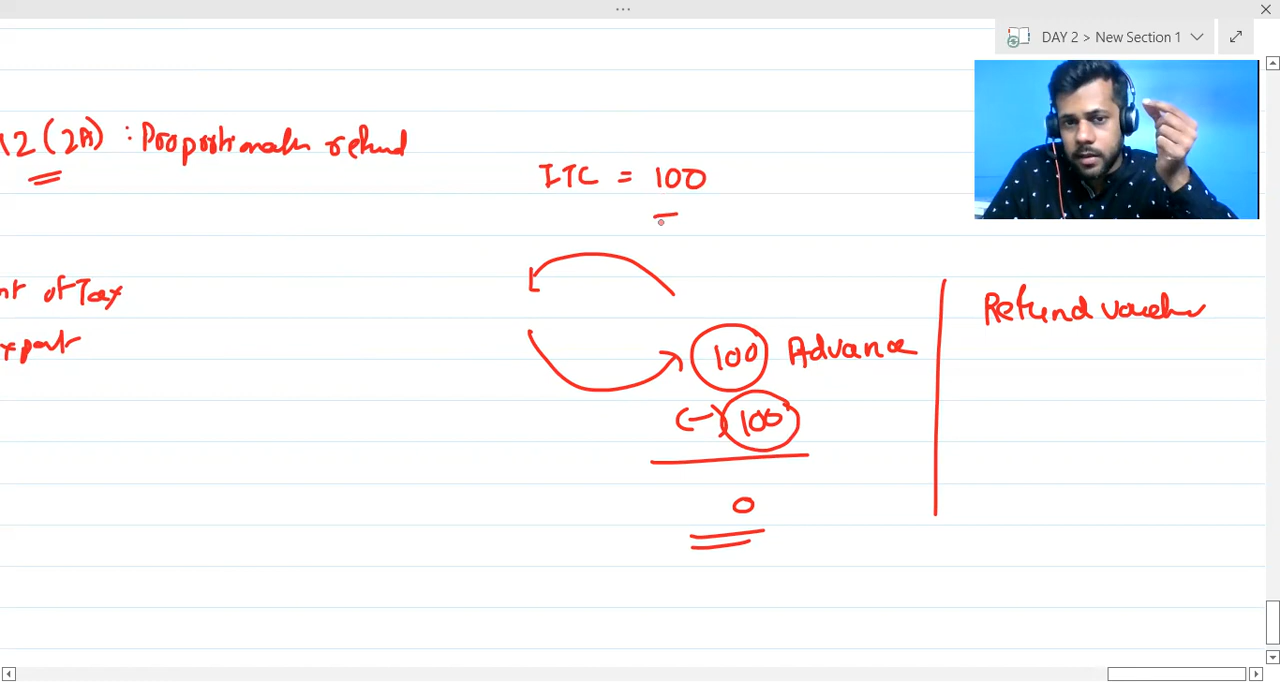 DAY 2 > New Section 1
12 (2A) : Proportionate refund
ITC = 100
nt of Tax
xport
100 Advance
(-) 100
0
Refund voucher